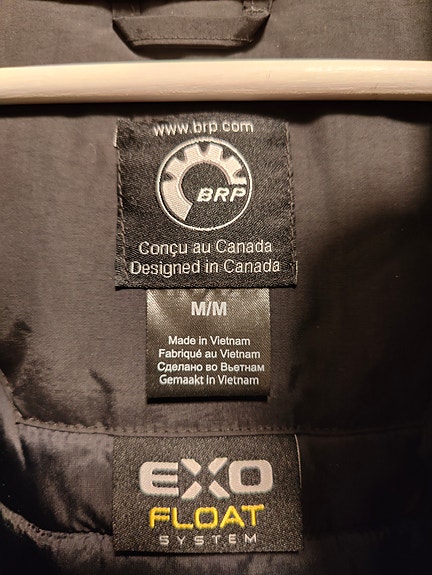 www.brp.com
BRP
Conçu au Canada
Designed in Canada
M/M
Made in Vietnam
Fabriqué au Vietnam
Сделано во Вьетнам
Gemaakt in Vietnam
EXO
FLOAT
SYSTEM